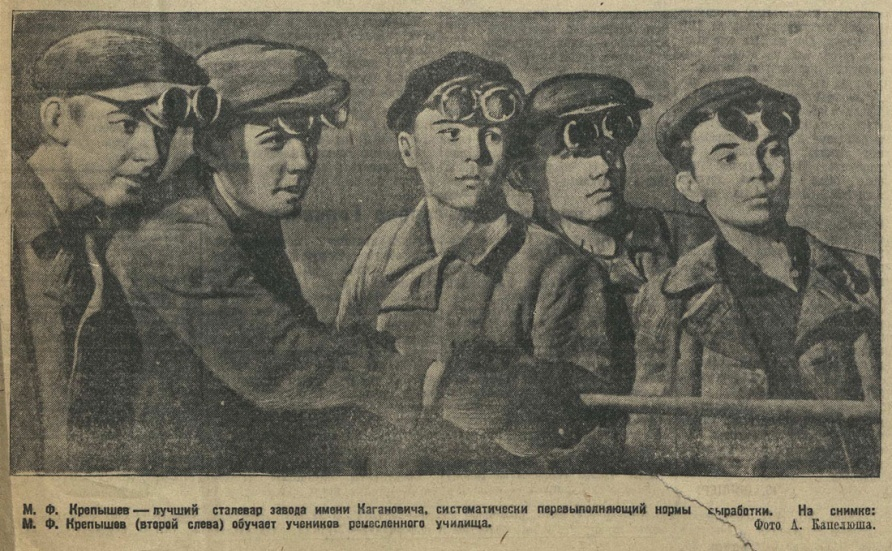 М. Ф. Крепышев — лучший сталевар завода имени Кагановича, систематически перевыполняющий нормы выработки. На снимке:
М. Ф. Крепышов (второй слева) обучает учеников ремесленного училища. Фото А. Капелюша.